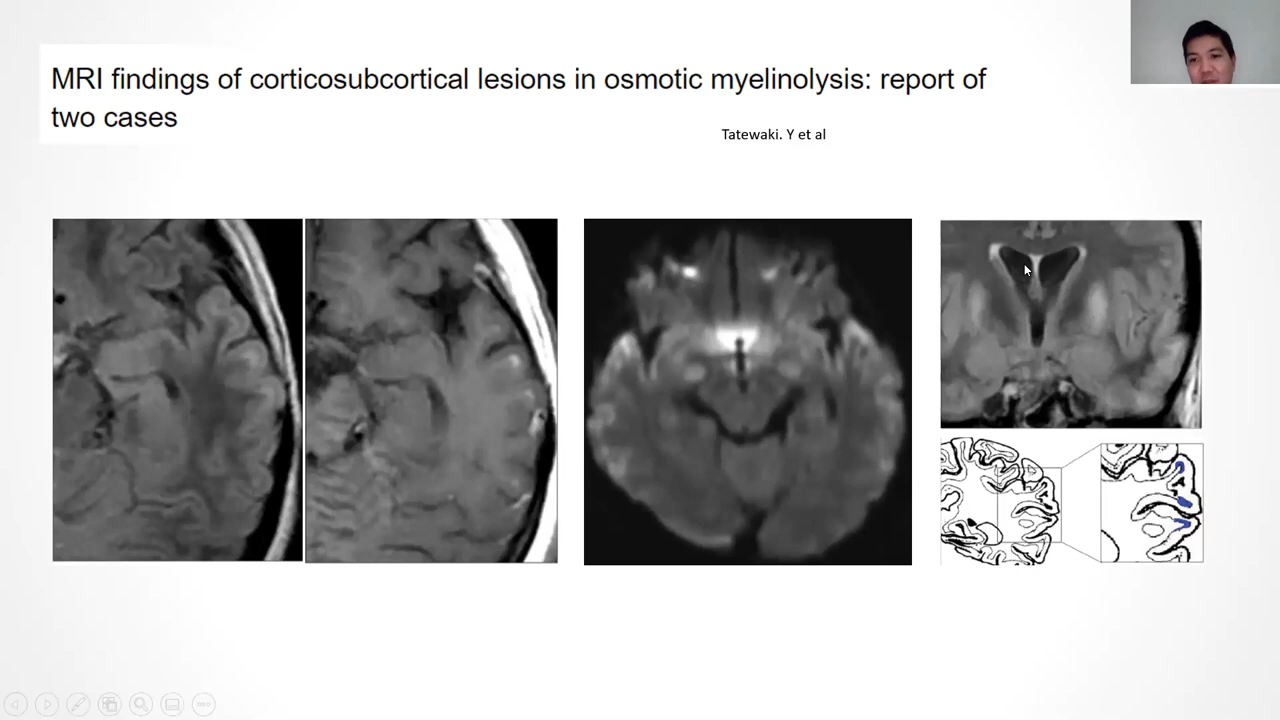 MRI findings of corticosubcortical lesions in osmotic myelinolysis: report of
two cases
Tatewaki. Y et al